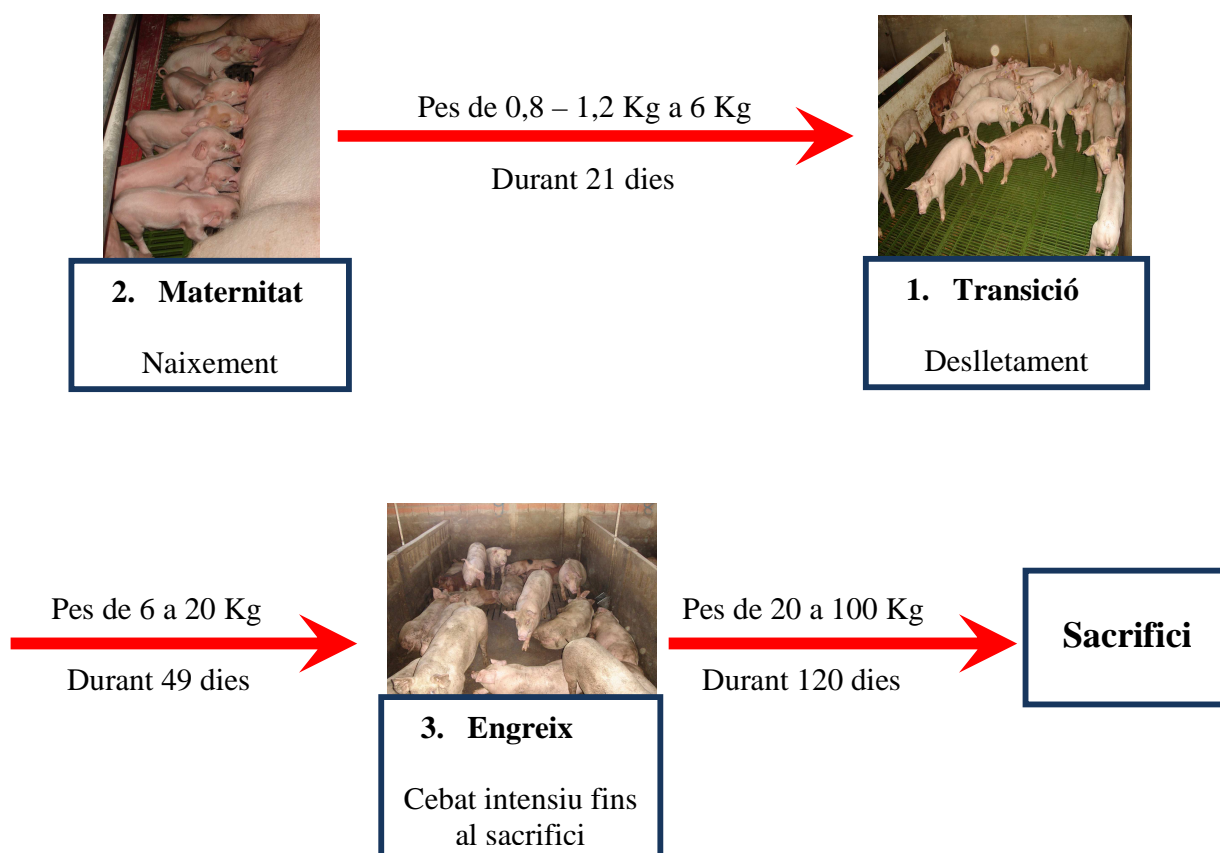 Pes de 0,8 – 1,2 Kg a 6 Kg
Durant 21 dies
2. Maternitat
Naixement
1. Transició
Deslletament
Pes de 6 a 20 Kg
Durant 49 dies
3. Engreix
Cebat intensiu fins
al sacrifici
Pes de 20 a 100 Kg
Durant 120 dies
Sacrifici